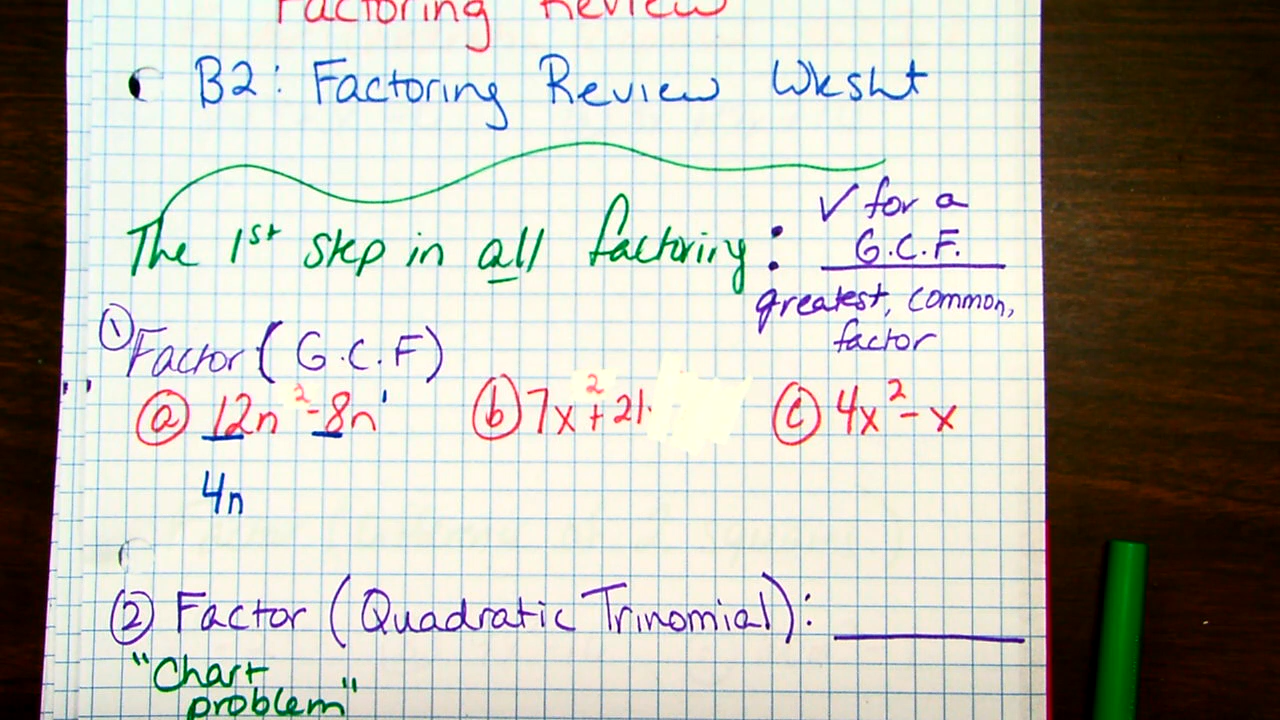 Factoring Review
B2: Factoring Review Wksht
The 1st step in all factoring: ✓ for a
G.C.F.
greatest, common,
factor
① Factor (G.C.F)
ⓐ 12n² - 8n¹ ⓑ 7x² + 21 ⓒ 4x² - x
4n
② Factor (Quadratic Trinomial): ________
"Chart
problem"